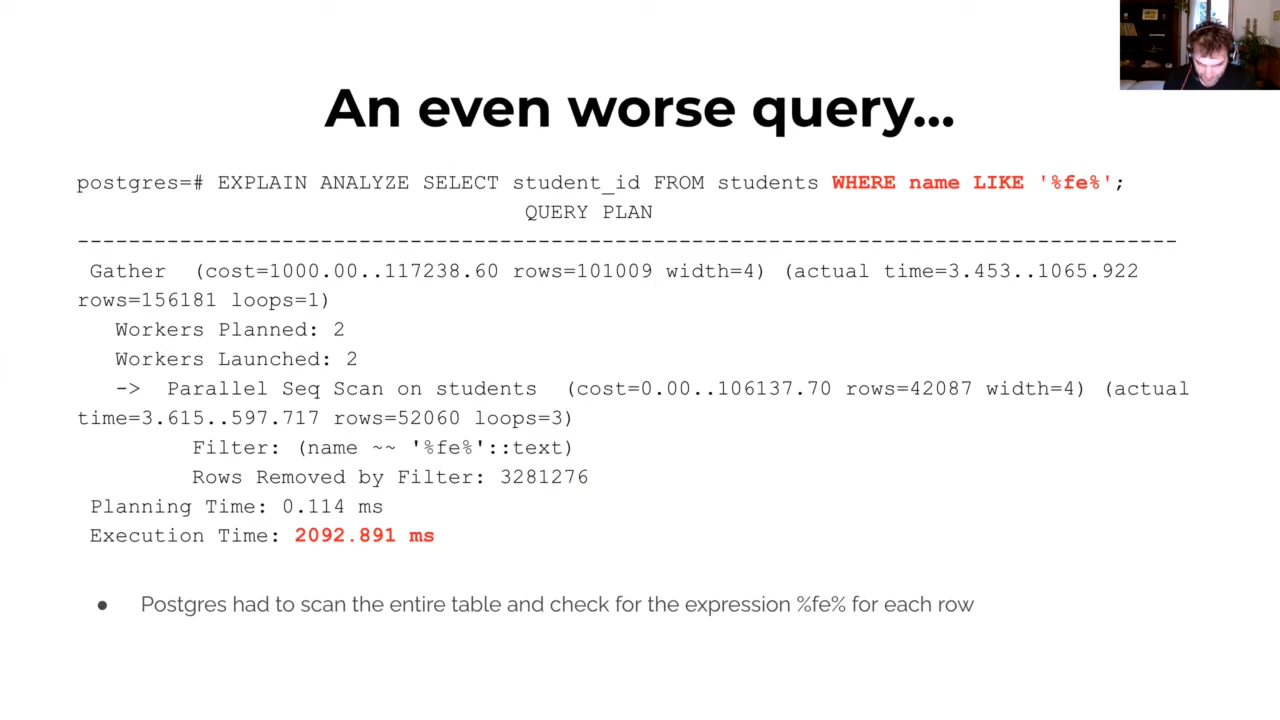 An even worse query...
postgres=# EXPLAIN ANALYZE SELECT student_id FROM students WHERE name LIKE '%fe%';
QUERY PLAN
--------------------------------------------------------------------------------------
Gather (cost=1000.00..117238.60 rows=101009 width=4) (actual time=3.453..1065.922
rows=156181 loops=1)
Workers Planned: 2
Workers Launched: 2
-> Parallel Seq Scan on students (cost=0.00..106137.70 rows=42087 width=4) (actual
time=3.615..597.717 rows=52060 loops=3)
Filter: (name ~~ '%fe%'::text)
Rows Removed by Filter: 3281276
Planning Time: 0.114 ms
Execution Time: 2092.891 ms
● Postgres had to scan the entire table and check for the expression %fe% for each row